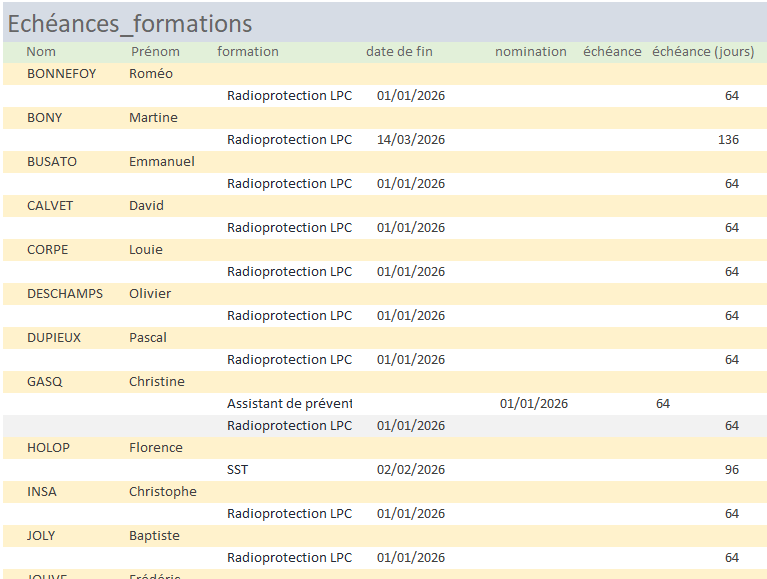 Echéances_formations
Nom Prénom formation date de fin nomination échéance échéance (jours)
BONNEFOY Roméo
Radioprotection LPC 01/01/2026 64
BONY Martine
Radioprotection LPC 14/03/2026 136
BUSATO Emmanuel
Radioprotection LPC 01/01/2026 64
CALVET David
Radioprotection LPC 01/01/2026 64
CORPE Louie
Radioprotection LPC 01/01/2026 64
DESCHAMPS Olivier
Radioprotection LPC 01/01/2026 64
DUPIEUX Pascal
Radioprotection LPC 01/01/2026 64
GASQ Christine
Assistant de prévent 01/01/2026 64
Radioprotection LPC 01/01/2026 64
HOLOP Florence
SST 02/02/2026 96
INSA Christophe
Radioprotection LPC 01/01/2026 64
JOLY Baptiste
Radioprotection LPC 01/01/2026 64